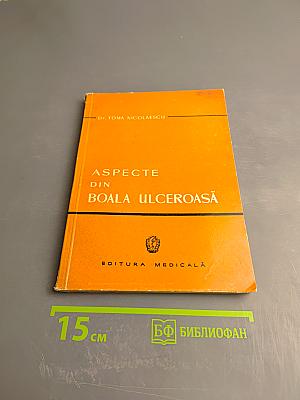 Dr. TOMA NICOLAESCU
ASPECTE
DIN
BOALA ULCEROASĂ
EDITURA MEDICALĂ
15 см
БФ БИБЛИОФАН